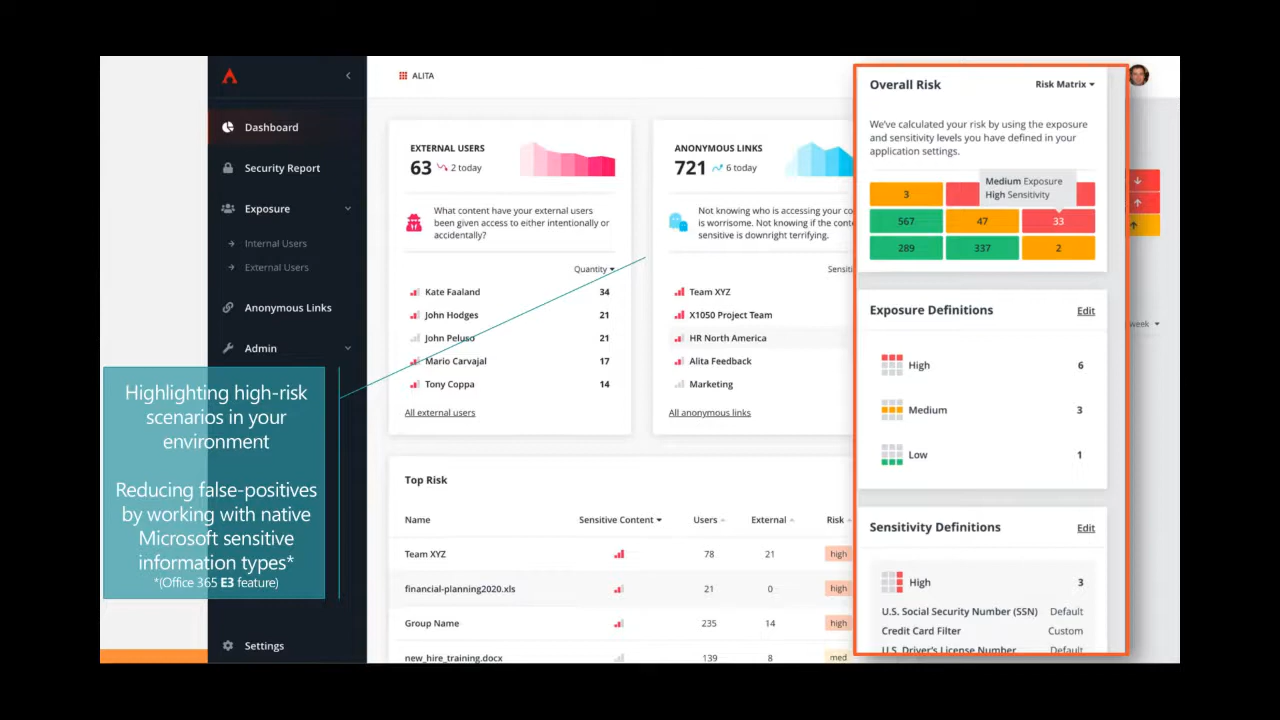 ALITA
Dashboard
Security Report
Exposure
Internal Users
External Users
Anonymous Links
Admin
Settings
Highlighting high-risk
scenarios in your
environment
Reducing false-positives
by working with native
Microsoft sensitive
information types*
*(Office 365 E3 feature)
EXTERNAL USERS
63 2 today
What content have your external users
been given access to either intentionally or
accidentally?
Quantity
Kate Faaland 34
John Hodges 21
John Peluso 21
Mario Carvajal 17
Tony Coppa 14
All external users
ANONYMOUS LINKS
721 6 today
Not knowing who is accessing your co
is worrisome. Not knowing if the cont
sensitive is downright terrifying.
Sensiti
Team XYZ
X1050 Project Team
HR North America
Alita Feedback
Marketing
All anonymous links
Top Risk
Name Sensitive Content Users External Risk
Team XYZ 78 21 high
financial-planning2020.xls 21 0 high
Group Name 235 14 high
new_hire_training.docx 139 8 med
Overall Risk Risk Matrix
We've calculated your risk by using the exposure
and sensitivity levels you have defined in your
application settings.
Medium Exposure
High Sensitivity
3
567 47 33
289 337 2
Exposure Definitions Edit
High 6
Medium 3
Low 1
Sensitivity Definitions Edit
High 3
U.S. Social Security Number (SSN) Default
Credit Card Filter Custom
U.S. Driver's License Number Default
week